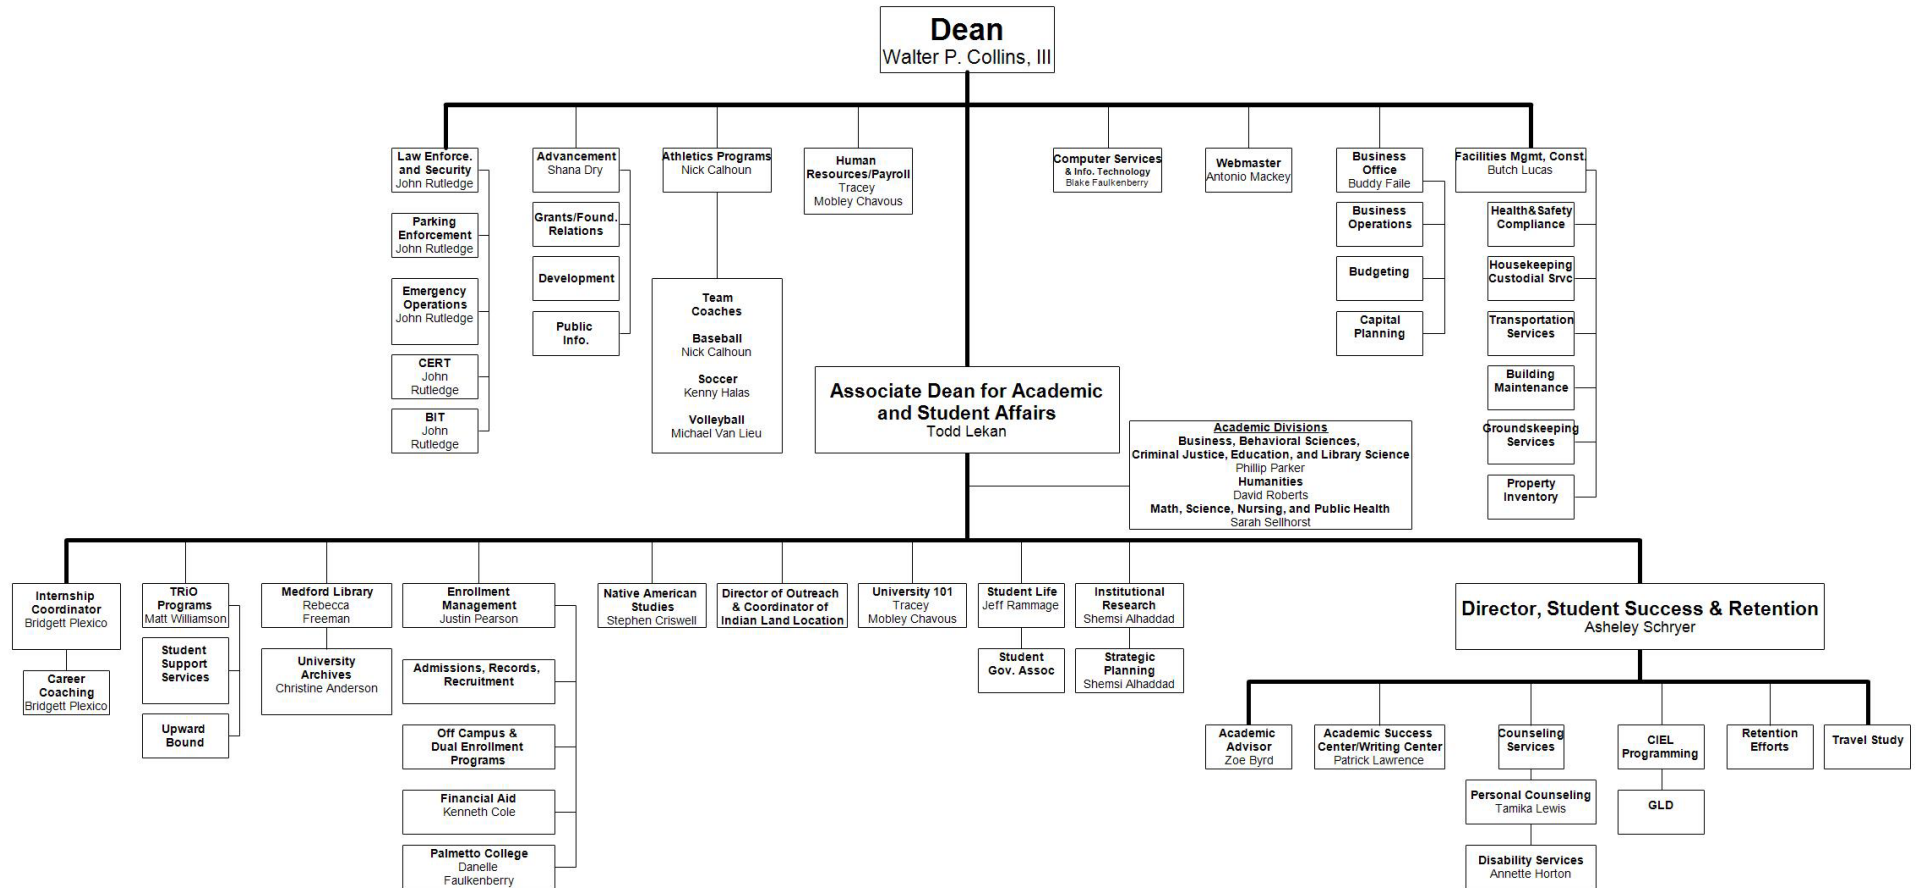 Dean
Walter P. Collins, III
Law Enforce.
and Security
John Rutledge
Parking
Enforcement
John Rutledge
Emergency
Operations
John Rutledge
CERT
John
Rutledge
BIT
John
Rutledge
Advancement
Shana Dry
Grants/Found.
Relations
Development
Public
Info.
Athletics Programs
Nick Calhoun
Team
Coaches
Baseball
Nick Calhoun
Soccer
Kenny Halas
Volleyball
Michael Van Lieu
Human
Resources/Payroll
Tracey
Mobley Chavous
Computer Services
& Info. Technology
Blake Faulkenberry
Webmaster
Antonio Mackey
Business
Office
Buddy Faile
Business
Operations
Budgeting
Capital
Planning
Facilities Mgmt, Const.
Butch Lucas
Health&Safety
Compliance
Housekeeping
Custodial Srvc
Transportation
Services
Building
Maintenance
Groundskeeping
Services
Property
Inventory
Associate Dean for Academic
and Student Affairs
Todd Lekan
Academic Divisions
Business, Behavioral Sciences,
Criminal Justice, Education, and Library Science
Phillip Parker
Humanities
David Roberts
Math, Science, Nursing, and Public Health
Sarah Sellhorst
Internship
Coordinator
Bridgett Plexico
Career
Coaching
Bridgett Plexico
TRiO
Programs
Matt Williamson
Student
Support
Services
Upward
Bound
Medford Library
Rebecca
Freeman
University
Archives
Christine Anderson
Enrollment
Management
Justin Pearson
Admissions, Records,
Recruitment
Off Campus &
Dual Enrollment
Programs
Financial Aid
Kenneth Cole
Palmetto College
Danelle
Faulkenberry
Native American
Studies
Stephen Criswell
Director of Outreach
& Coordinator of
Indian Land Location
University 101
Tracey
Mobley Chavous
Student Life
Jeff Rammage
Student
Gov. Assoc
Institutional
Research
Shemsi Alhaddad
Strategic
Planning
Shemsi Alhaddad
Director, Student Success & Retention
Asheley Schryer
Academic
Advisor
Zoe Byrd
Academic Success
Center/Writing Center
Patrick Lawrence
Counseling
Services
Personal Counseling
Tamika Lewis
Disability Services
Annette Horton
CIEL
Programming
GLD
Retention
Efforts
Travel Study